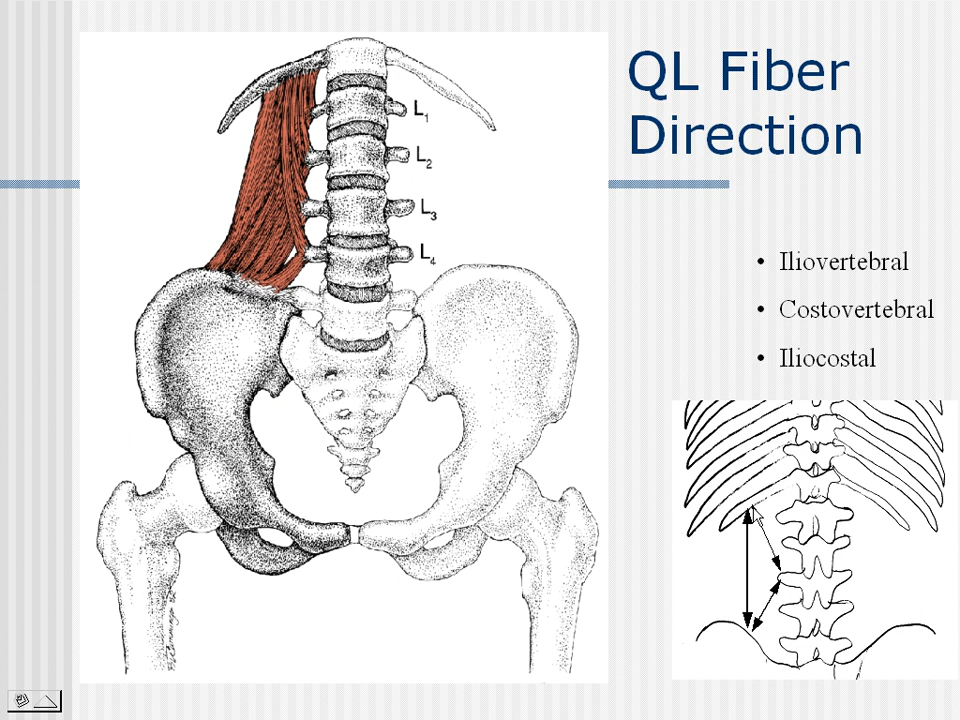 QL Fiber
Direction
L1
L2
L3
L4
• Iliovertebral
• Costovertebral
• Iliocostal